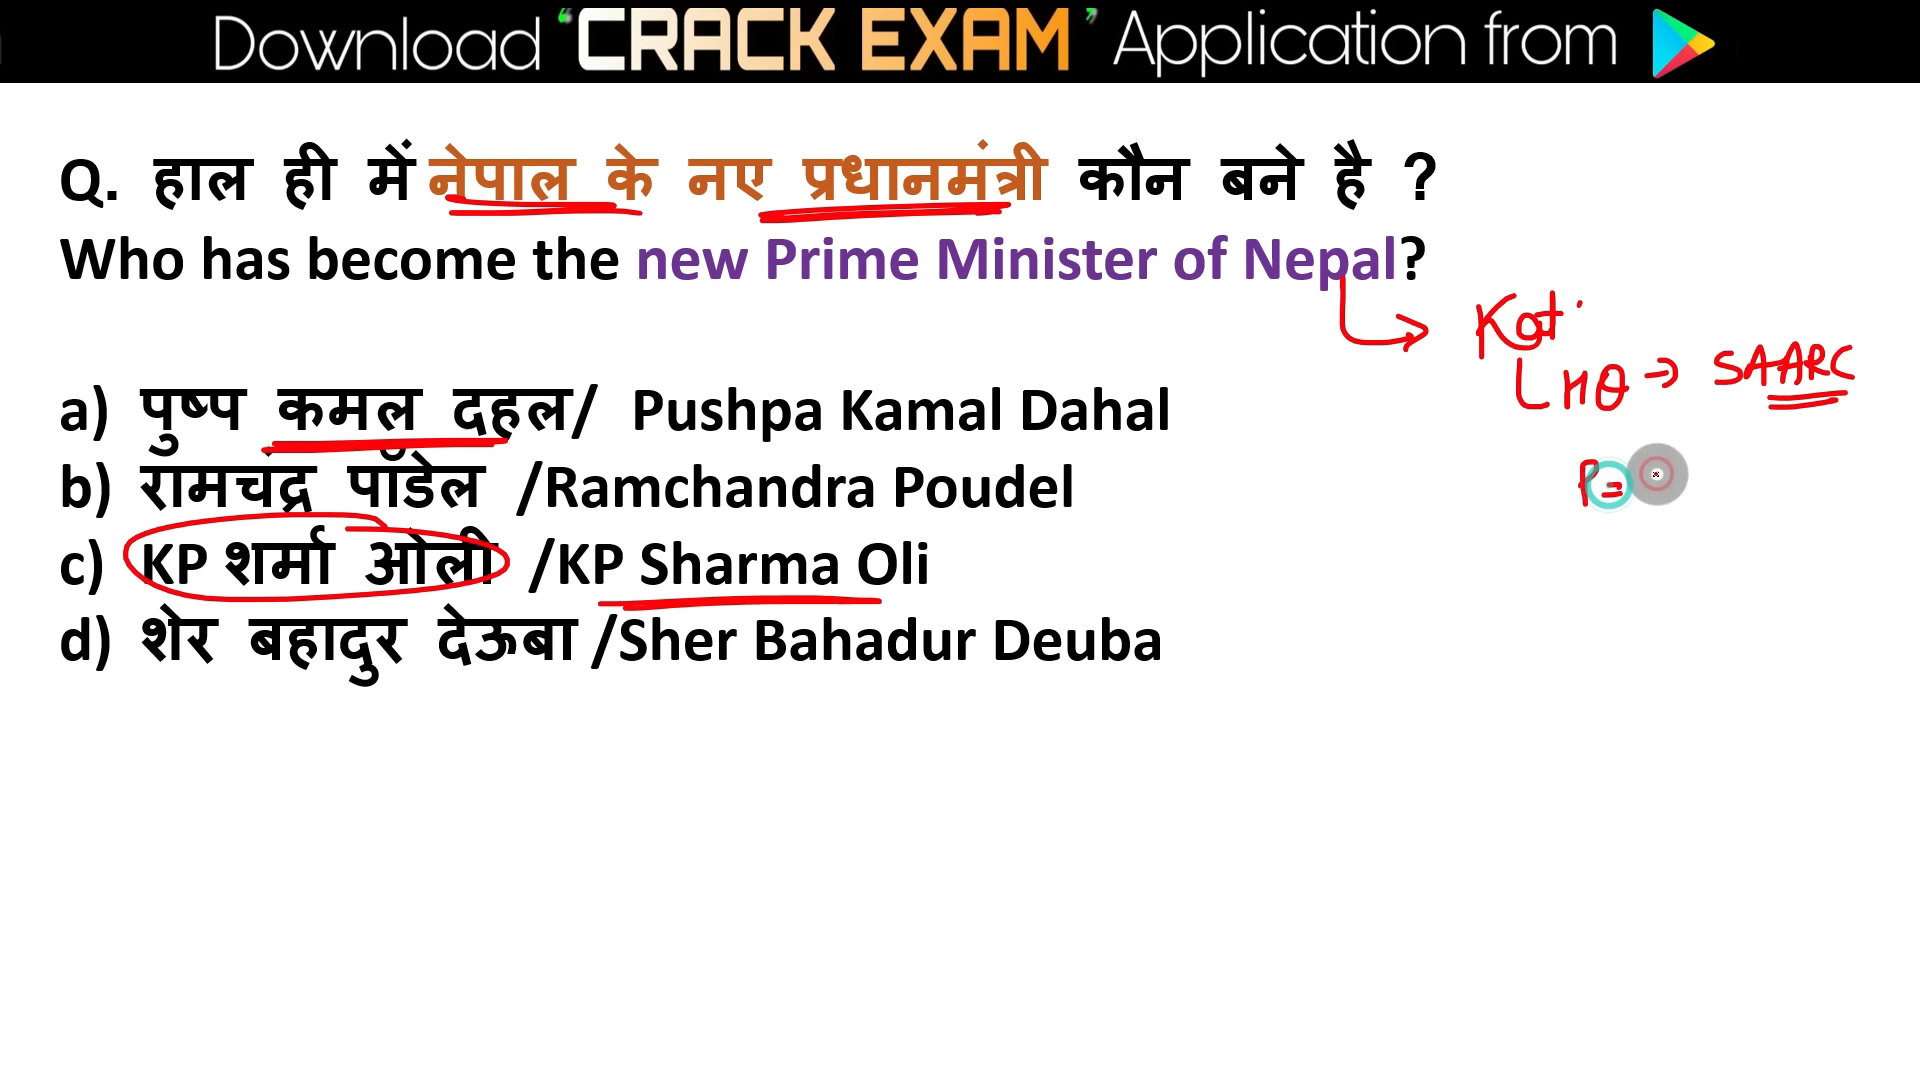 Download ‘CRACK EXAM’ Application from
Q. हाल ही में नेपाल के नए प्रधानमंत्री कौन बने है ?
Who has become the new Prime Minister of Nepal?
Kat
HQ → SAARC
a) पुष्प कमल दहल/ Pushpa Kamal Dahal
P=
b) रामचंद्र पॉडेल /Ramchandra Poudel
c) KP शर्मा ओली /KP Sharma Oli
d) शेर बहादुर देऊबा /Sher Bahadur Deuba